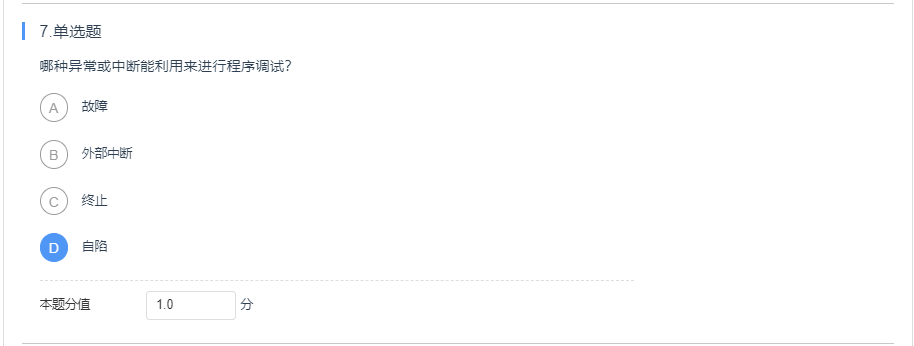 7.单选题
哪种异常或中断能利用来进行程序调试?
A 故障
B 外部中断
C 终止
D 自陷
本题分值 1.0 分